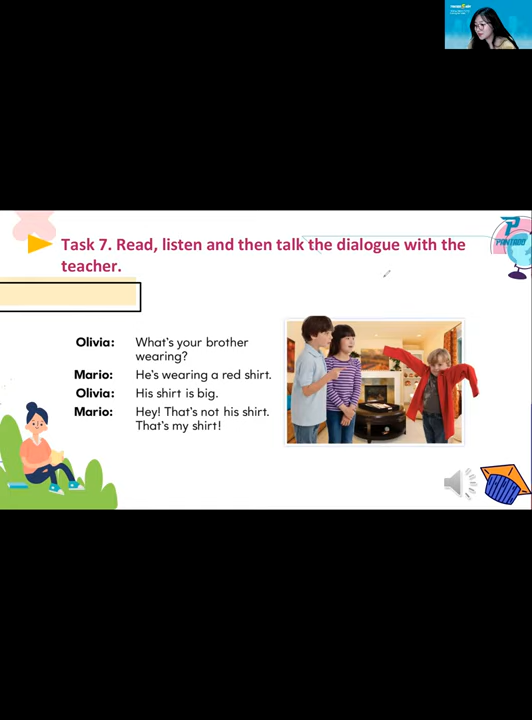 Task 7. Read, listen and then talk the dialogue with the
teacher.
PANTADO
Olivia: What's your brother
wearing?
Mario: He's wearing a red shirt.
Olivia: His shirt is big.
Mario: Hey! That's not his shirt.
That's my shirt!